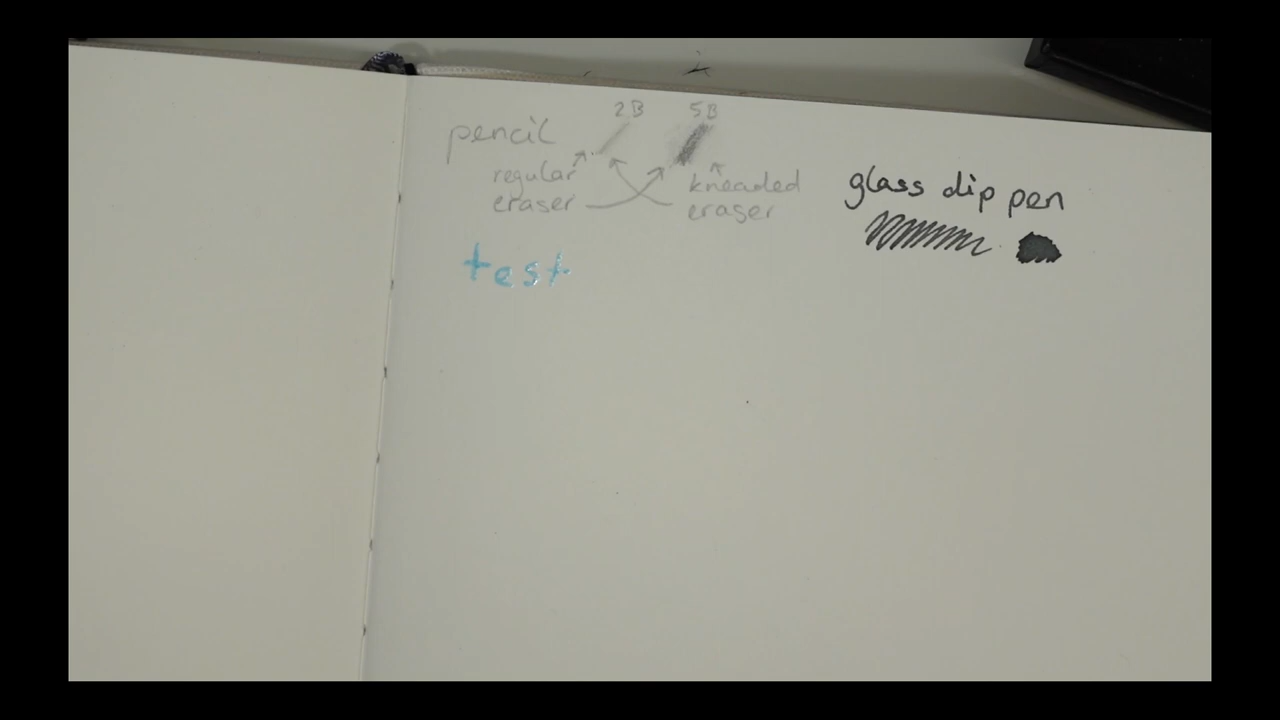 2B 5B
pencil
regular
eraser
kneaded
eraser
glass dip pen
test